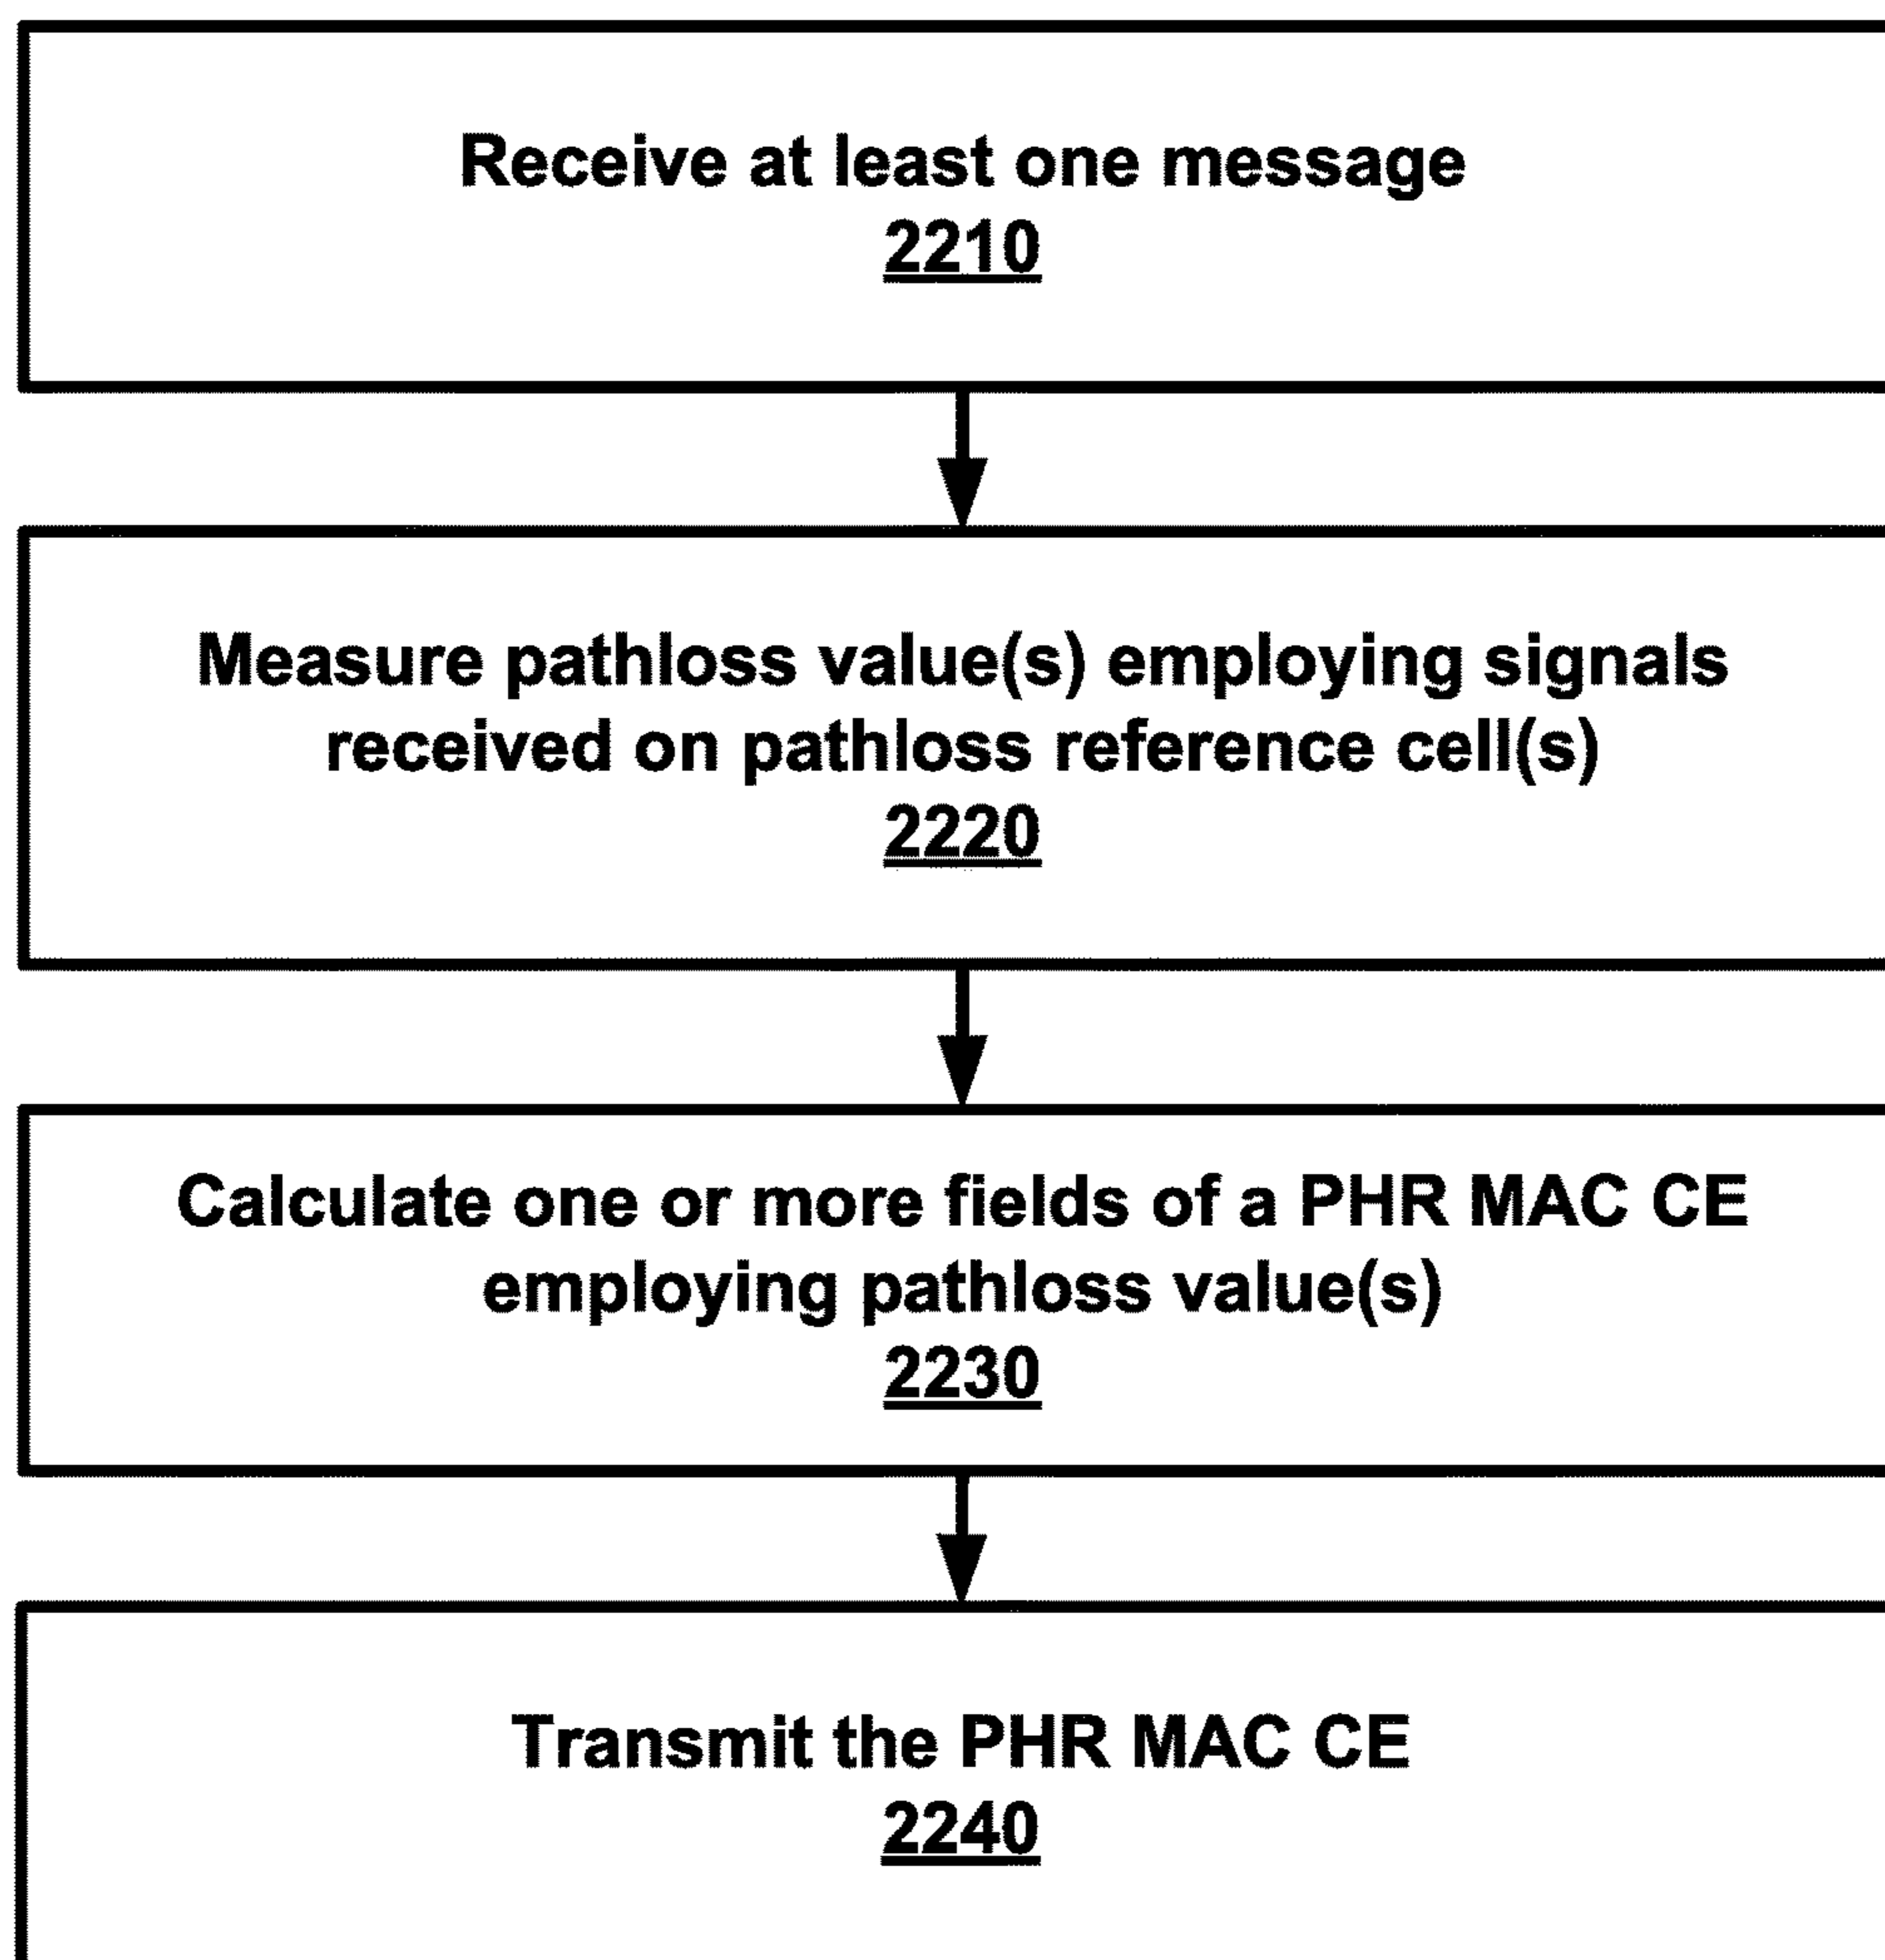 Receive at least one message
2210
Measure pathloss value(s) employing signals
received on pathloss reference cell(s)
2220
Calculate one or more fields of a PHR MAC CE
employing pathloss value(s)
2230
Transmit the PHR MAC CE
2240